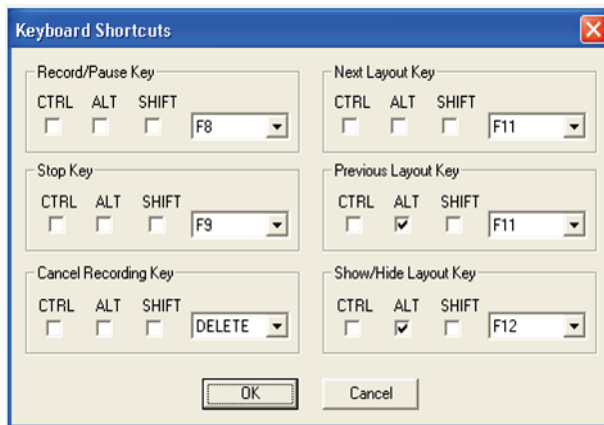 Keyboard Shortcuts
Record/Pause Key
CTRL ALT SHIFT
F8
Next Layout Key
CTRL ALT SHIFT
F11
Stop Key
CTRL ALT SHIFT
F9
Previous Layout Key
CTRL ALT SHIFT
F11
Cancel Recording Key
CTRL ALT SHIFT
DELETE
Show/Hide Layout Key
CTRL ALT SHIFT
F12
OK Cancel